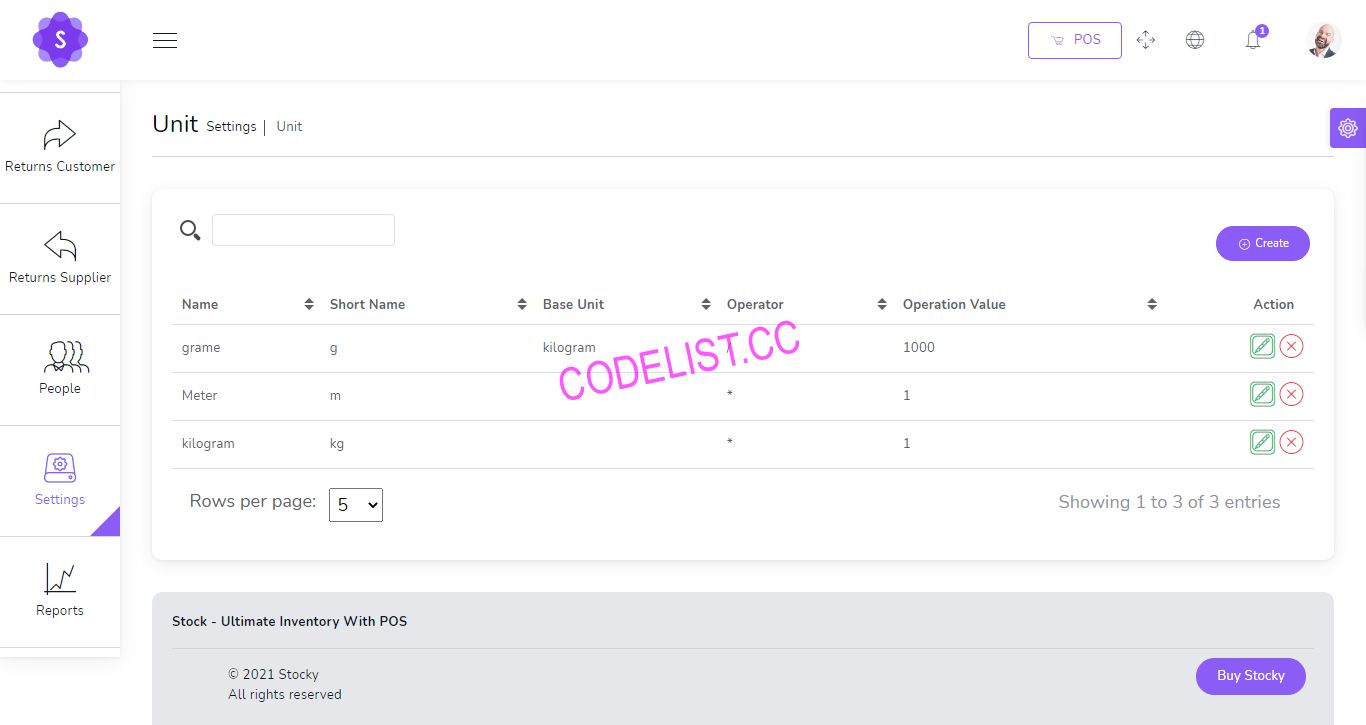 S
POS
1
Unit Settings | Unit
Returns Customer
Returns Supplier
People
Settings
Reports
Create
Name Short Name Base Unit Operator Operation Value Action
grame g kilogram / 1000
Meter m * 1
kilogram kg * 1
CODELIST.CC
Rows per page: 5
Showing 1 to 3 of 3 entries
Stock - Ultimate Inventory With POS
© 2021 Stocky
All rights reserved
Buy Stocky